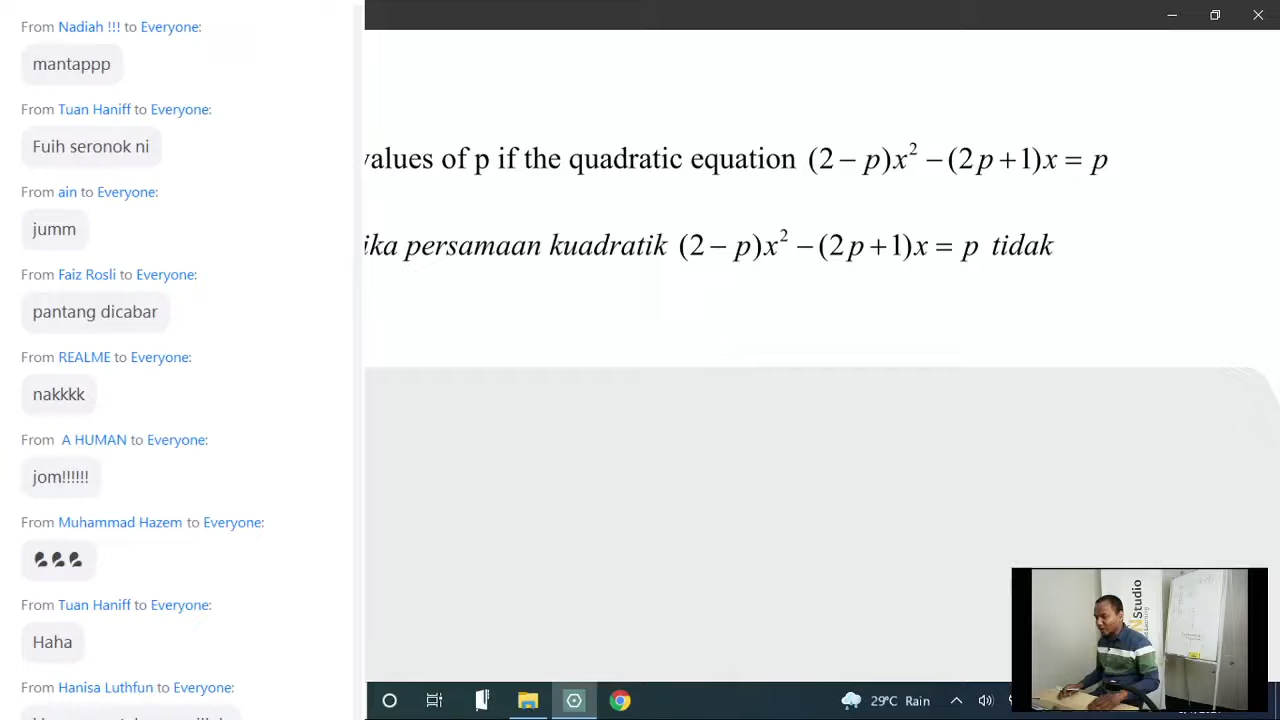 From Nadiah !!! to Everyone:
mantappp
From Tuan Haniff to Everyone:
Fuih seronok ni
From ain to Everyone:
jumm
From Faiz Rosli to Everyone:
pantang dicabar
From REALME to Everyone:
nakkkk
From A HUMAN to Everyone:
jom!!!!!!
From Muhammad Hazem to Everyone:
From Tuan Haniff to Everyone:
Haha
From Hanisa Luthfun to Everyone:
values of p if the quadratic equation (2 − p)x² − (2p + 1)x = p
ika persamaan kuadratik (2 − p)x² − (2p + 1)x = p tidak
Studio
29°C Rain